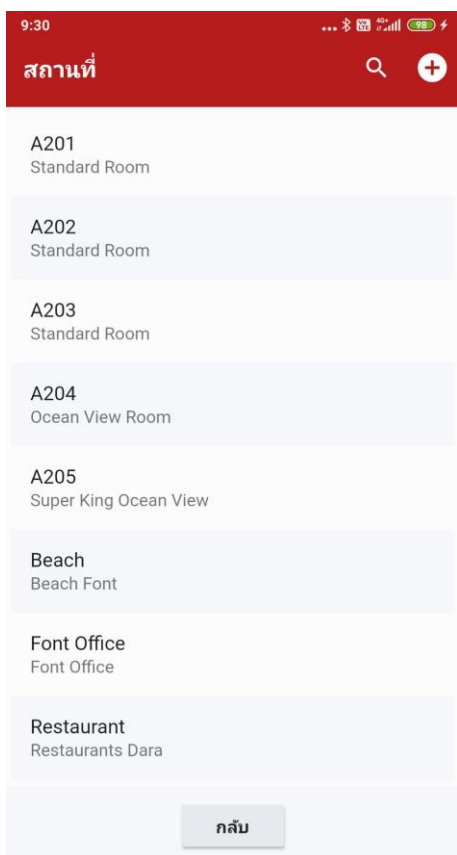 9:30
98
สถานที่
A201
Standard Room
A202
Standard Room
A203
Standard Room
A204
Ocean View Room
A205
Super King Ocean View
Beach
Beach Font
Font Office
Font Office
Restaurant
Restaurants Dara
กลับ